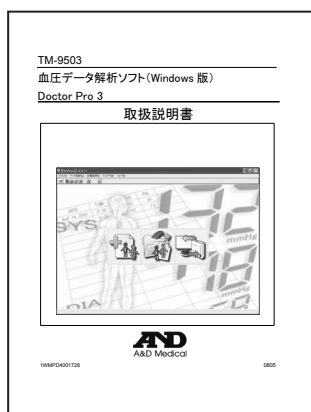 TM-9503
血圧データ解析ソフト（Windows 版）
Doctor Pro 3
取扱説明書
SYS
mmHg
DIA
AND
A&D Medical
1WMPD4001728
0805